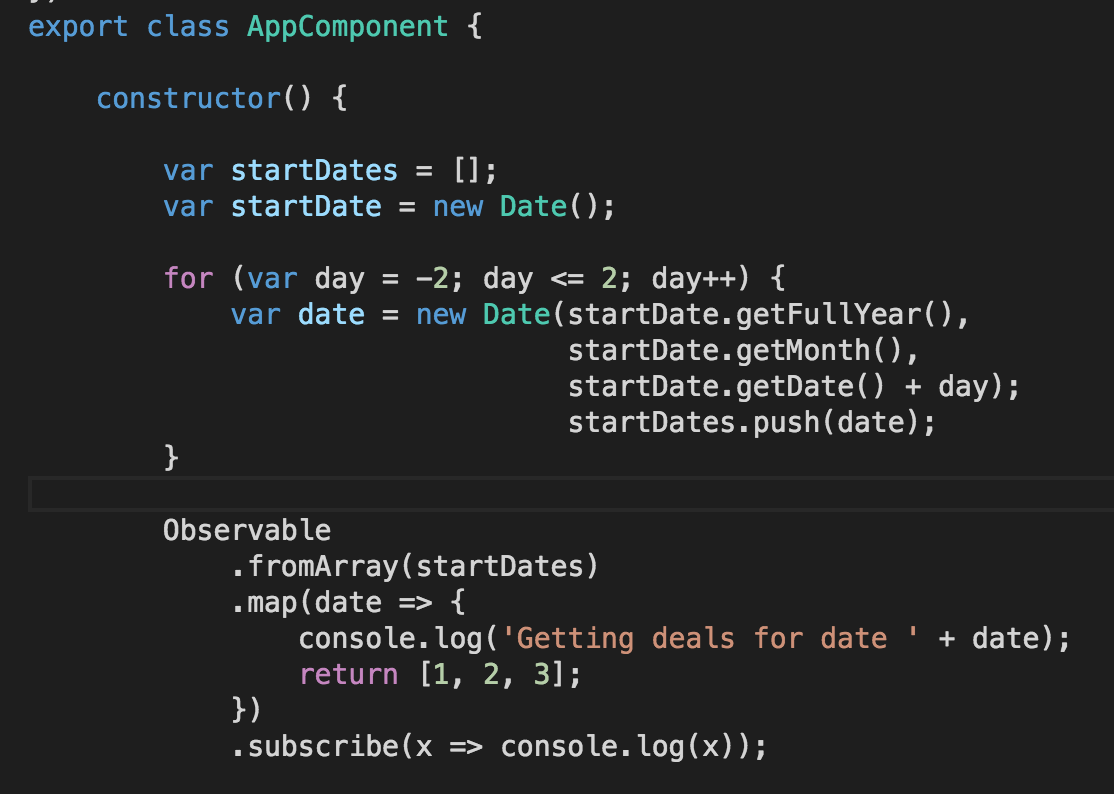 };
export class AppComponent {
constructor() {
var startDates = [];
var startDate = new Date();
for (var day = -2; day <= 2; day++) {
var date = new Date(startDate.getFullYear(),
startDate.getMonth(),
startDate.getDate() + day);
startDates.push(date);
}
Observable
.fromArray(startDates)
.map(date => {
console.log('Getting deals for date ' + date);
return [1, 2, 3];
})
.subscribe(x => console.log(x));